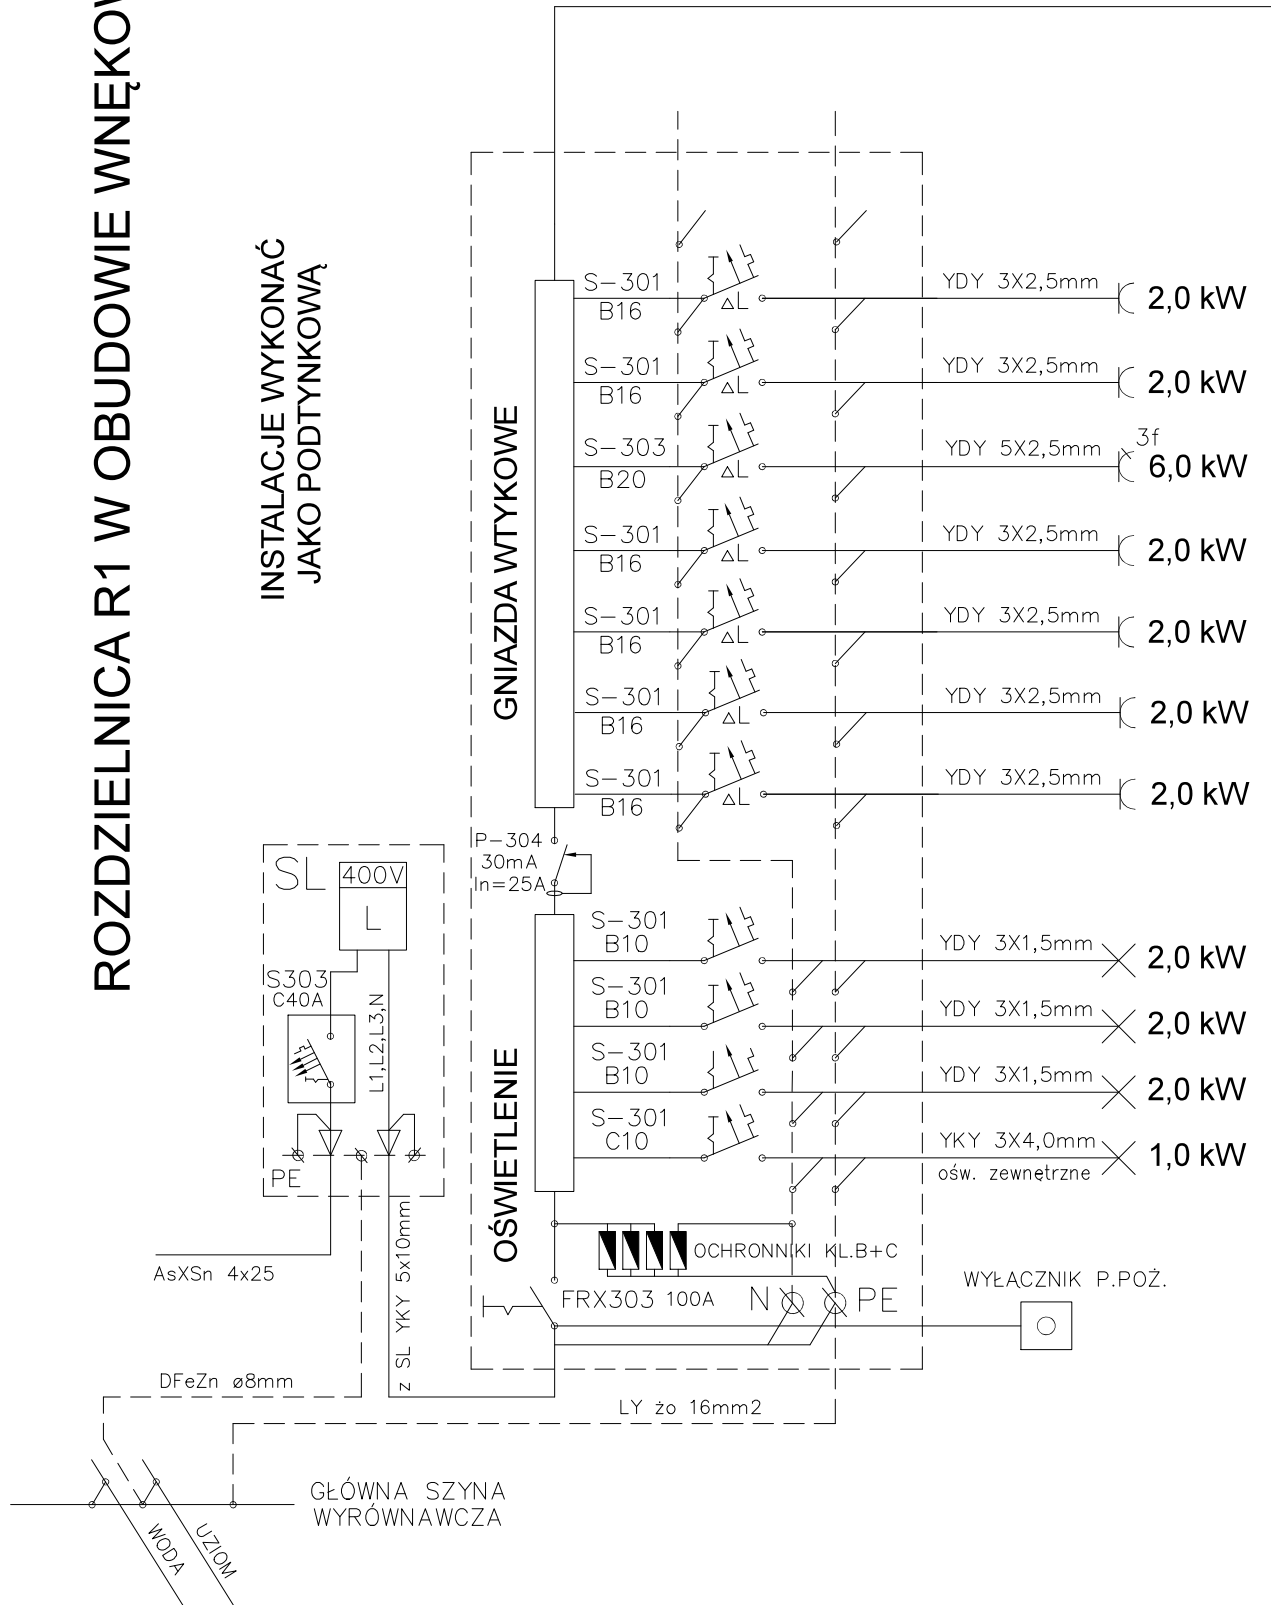 ROZDZIELNICA R1 W OBUDOWIE WNĘKOW
INSTALACJE WYKONAĆ
JAKO PODTYNKOWĄ
GNIAZDA WTYKOWE
S-301
B16
ΔL
YDY 3X2,5mm
2,0 kW
S-301
B16
ΔL
YDY 3X2,5mm
2,0 kW
S-303
B20
ΔL
YDY 5X2,5mm
3f
6,0 kW
S-301
B16
ΔL
YDY 3X2,5mm
2,0 kW
S-301
B16
ΔL
YDY 3X2,5mm
2,0 kW
S-301
B16
ΔL
YDY 3X2,5mm
2,0 kW
S-301
B16
ΔL
YDY 3X2,5mm
2,0 kW
P-304
30mA
In=25A
OŚWIETLENIE
S-301
B10
YDY 3X1,5mm
2,0 kW
S-301
B10
YDY 3X1,5mm
2,0 kW
S-301
B10
YDY 3X1,5mm
2,0 kW
S-301
C10
YKY 3X4,0mm
ośw. zewnętrzne
1,0 kW
SL
400V
L
S303
C40A
L1,L2,L3,N
PE
AsXSn 4x25
z SL YKY 5x10mm
OCHRONNIKI KL.B+C
FRX303 100A
N
PE
WYŁĄCZNIK P.POŻ.
DFeZn ø8mm
LY żo 16mm2
GŁÓWNA SZYNA
WYRÓWNAWCZA
WODA
UZIOM